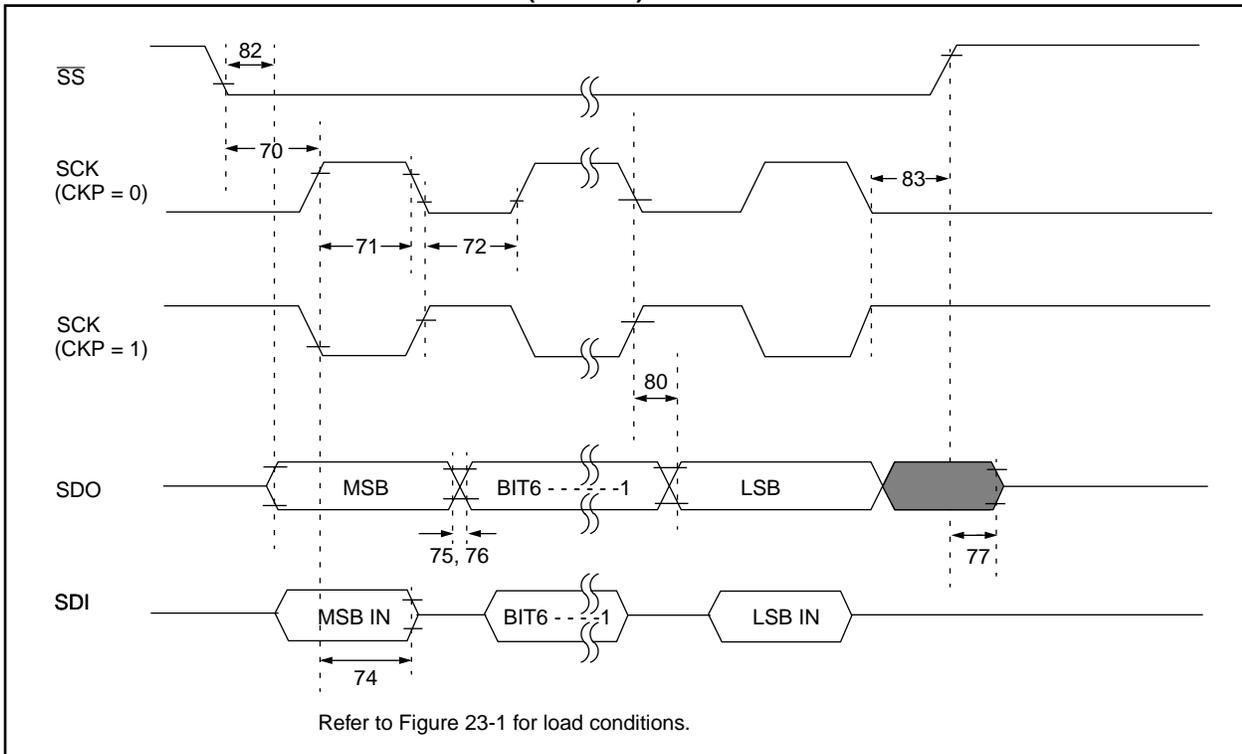 82
SS
70
SCK
(CKP = 0)
83
71
72
SCK
(CKP = 1)
80
SDO
MSB
BIT6 - - - - - -1
LSB
75, 76
77
SDI
MSB IN
BIT6 - - - -1
LSB IN
74
Refer to Figure 23-1 for load conditions.